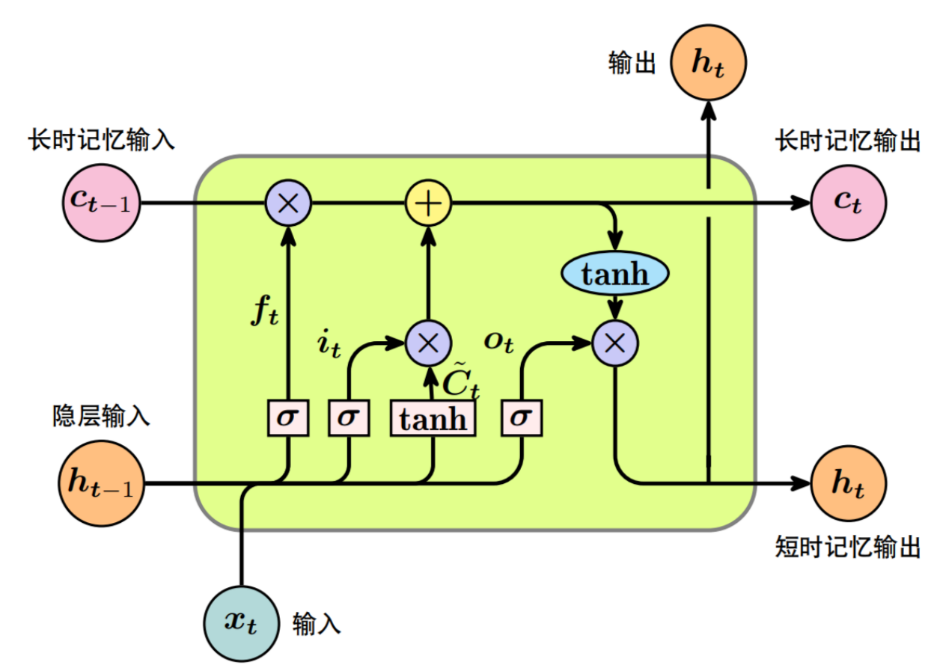 输出
h_t
长时记忆输入
长时记忆输出
c_{t-1}
×
+
c_t
tanh
f_t
i_t
×
o_t
×
C̃_t
隐层输入
σ
σ
tanh
σ
h_{t-1}
h_t
短时记忆输出
x_t
输入